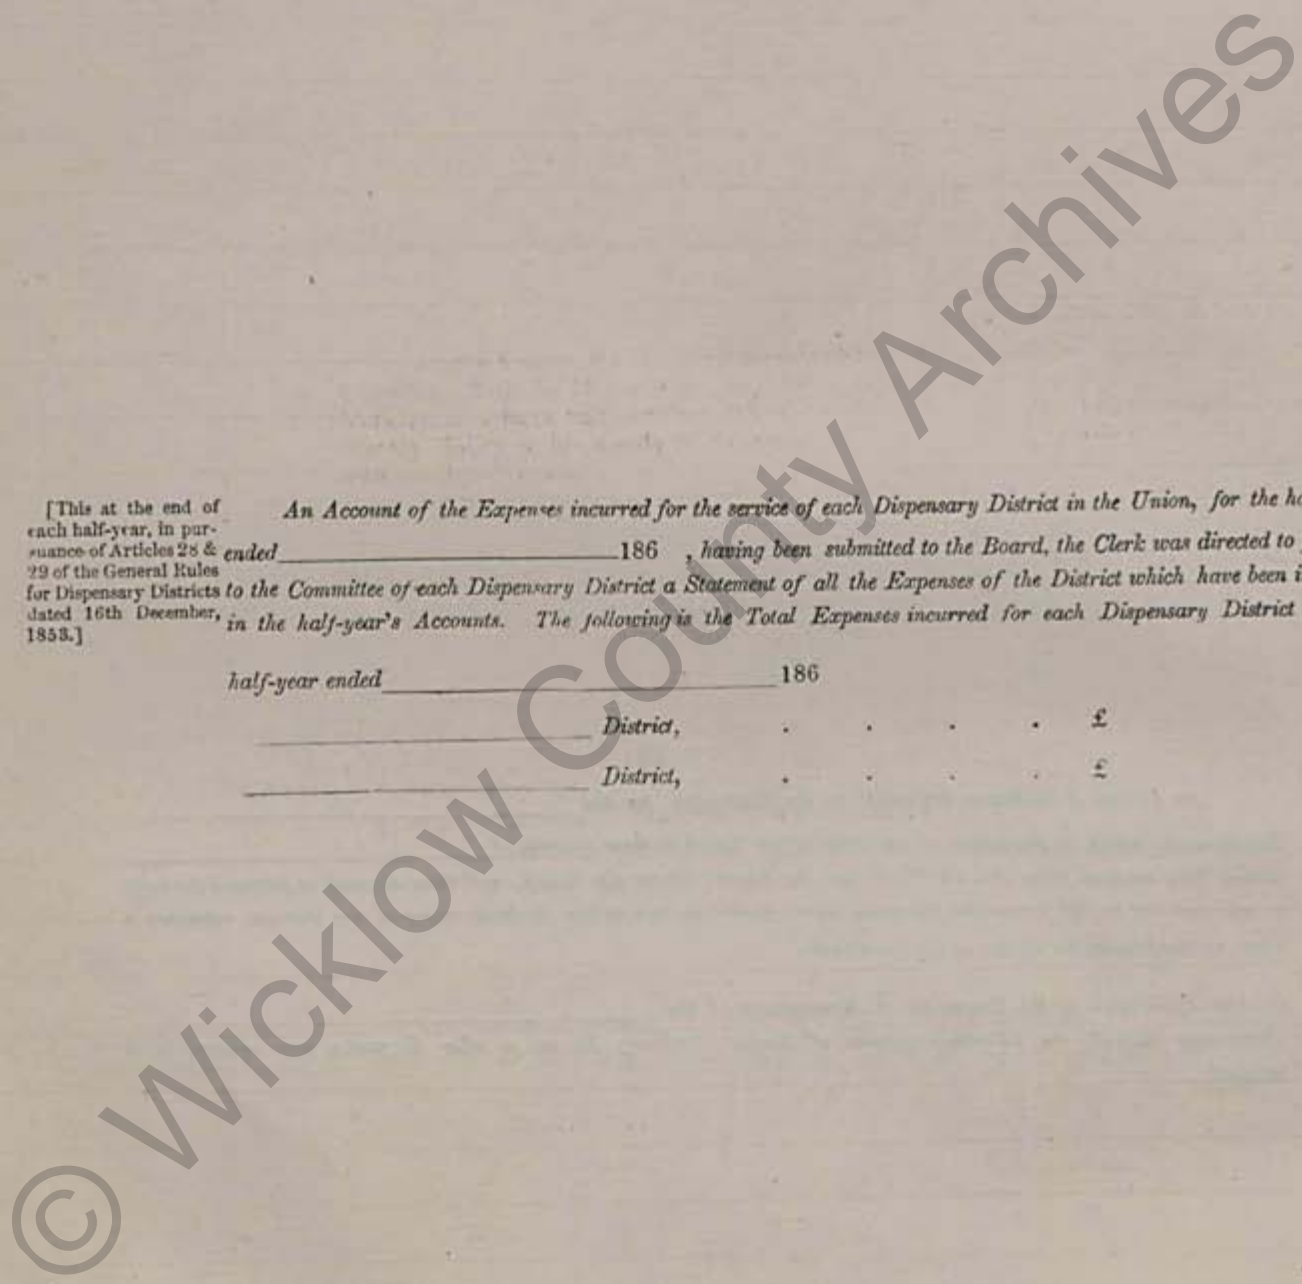 [This at the end of
each half-year, in pur-
suance of Articles 28 &
29 of the General Rules
for Dispensary Districts
dated 16th December,
1853.]
An Account of the Expenses incurred for the service of each Dispensary District in the Union, for the ha
ended 186 , having been submitted to the Board, the Clerk was directed to
to the Committee of each Dispensary District a Statement of all the Expenses of the District which have been i
in the half-year's Accounts. The following is the Total Expenses incurred for each Dispensary District
half-year ended 186
District, . . . . £
District, . . . . £
© Wicklow County Archives